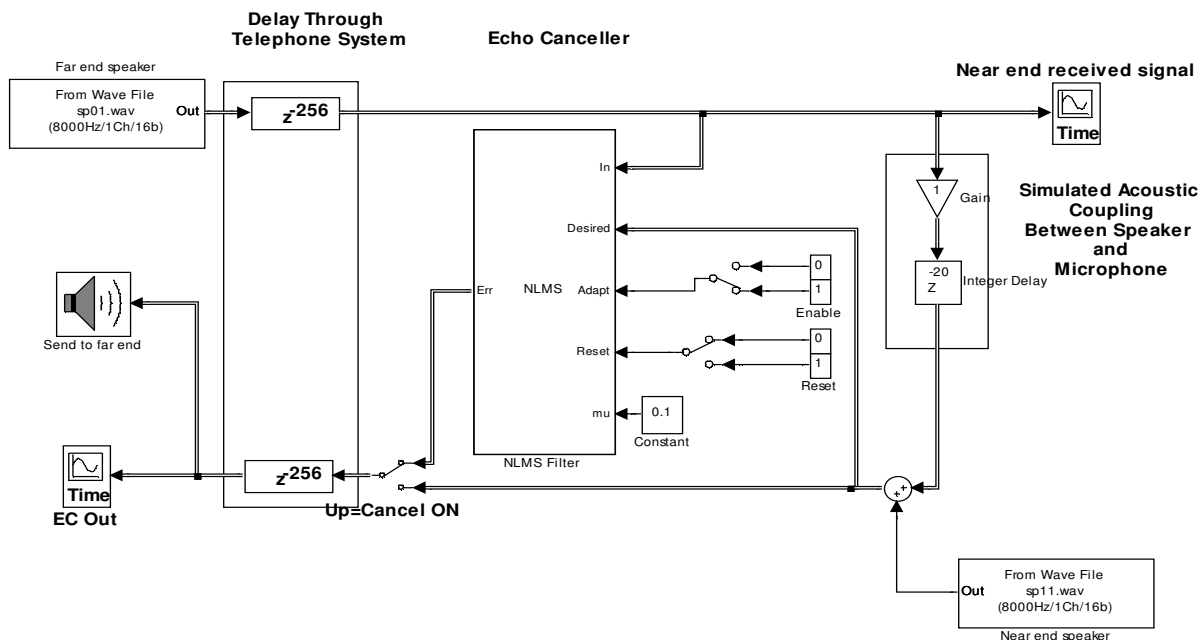 Delay Through
Telephone System
Echo Canceller
Far end speaker
From Wave File
sp01.wav
(8000Hz/1Ch/16b)
Out
z-256
Near end received signal
Time
In
Desired
Adapt
Reset
mu
Err
NLMS
NLMS Filter
0
1
Enable
0
1
Reset
0.1
Constant
1
Gain
-20
Z
Integer Delay
Simulated Acoustic
Coupling
Between Speaker
and
Microphone
Send to far end
Time
EC Out
z-256
Up=Cancel ON
+
+
Out
From Wave File
sp11.wav
(8000Hz/1Ch/16b)
Near end speaker